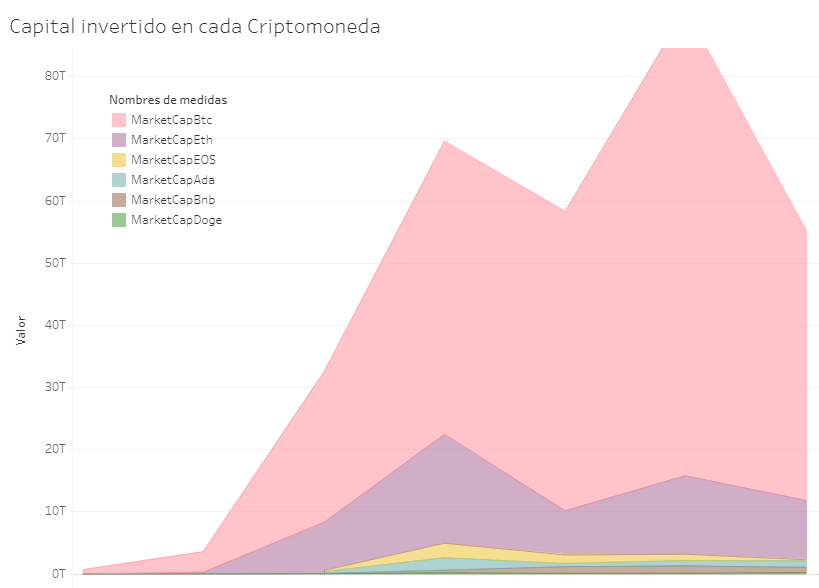 Capital invertido en cada Criptomoneda
80T
70T
60T
50T
40T
30T
20T
10T
0T
Valor
Nombres de medidas
MarketCapBtc
MarketCapEth
MarketCapEOS
MarketCapAda
MarketCapBnb
MarketCapDoge